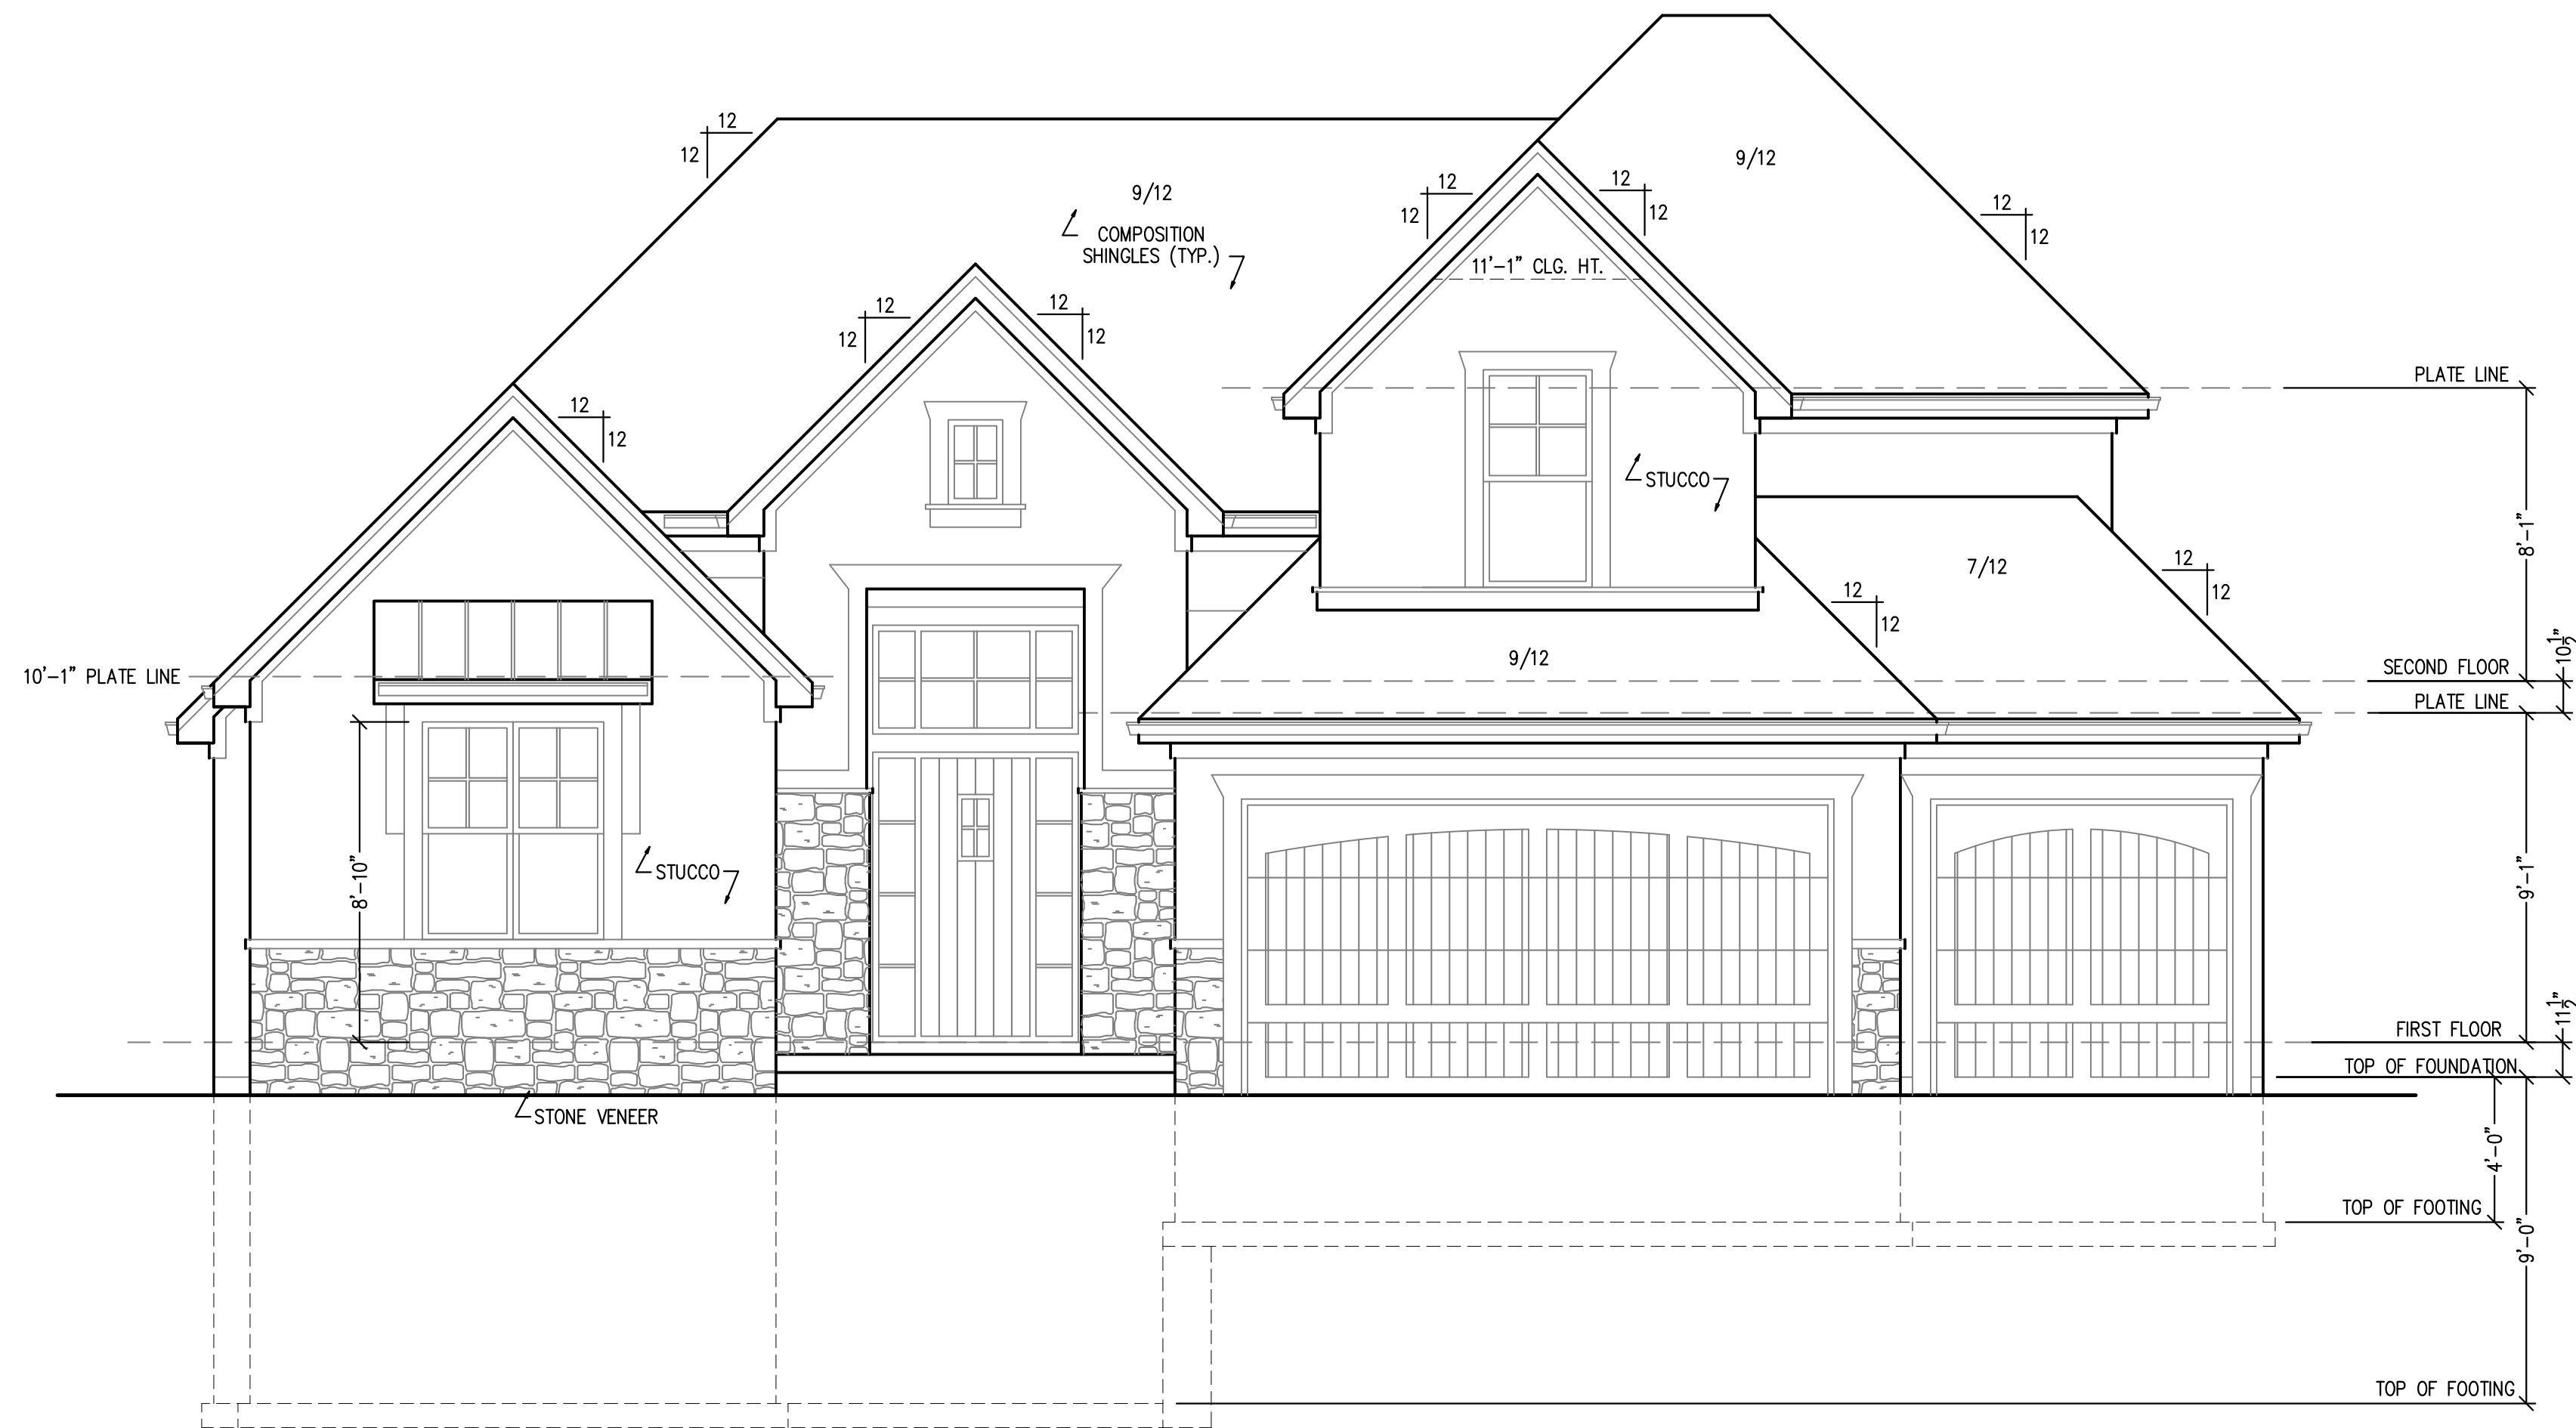 12
12
9/12
COMPOSITION
SHINGLES (TYP.)
12
12
12
12
9/12
12
12
11'-1" CLG. HT.
12
12
12
12
12
12
PLATE LINE
STUCCO
8'-1"
7/12
12
12
12
12
9/12
10'-1" PLATE LINE
SECOND FLOOR
10½"
PLATE LINE
8'-10"
STUCCO
9'-1"
FIRST FLOOR
11½"
TOP OF FOUNDATION
STONE VENEER
4'-0"
TOP OF FOOTING
9'-0"
TOP OF FOOTING